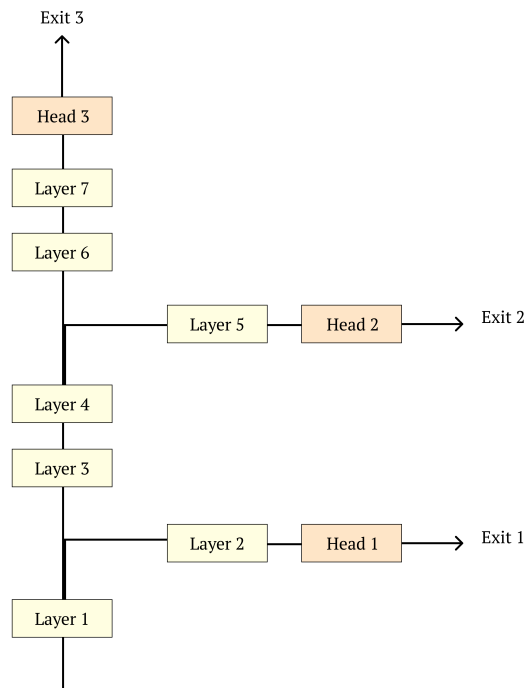 Exit 3
Head 3
Layer 7
Layer 6
Layer 5
Head 2
Exit 2
Layer 4
Layer 3
Layer 2
Head 1
Exit 1
Layer 1